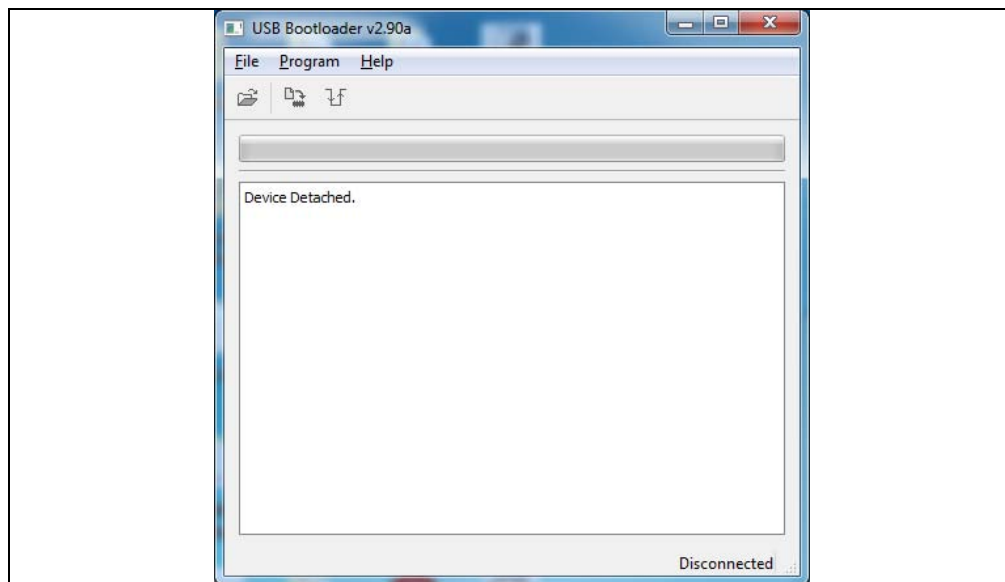 USB Bootloader v2.90a
File Program Help
Device Detached.
Disconnected